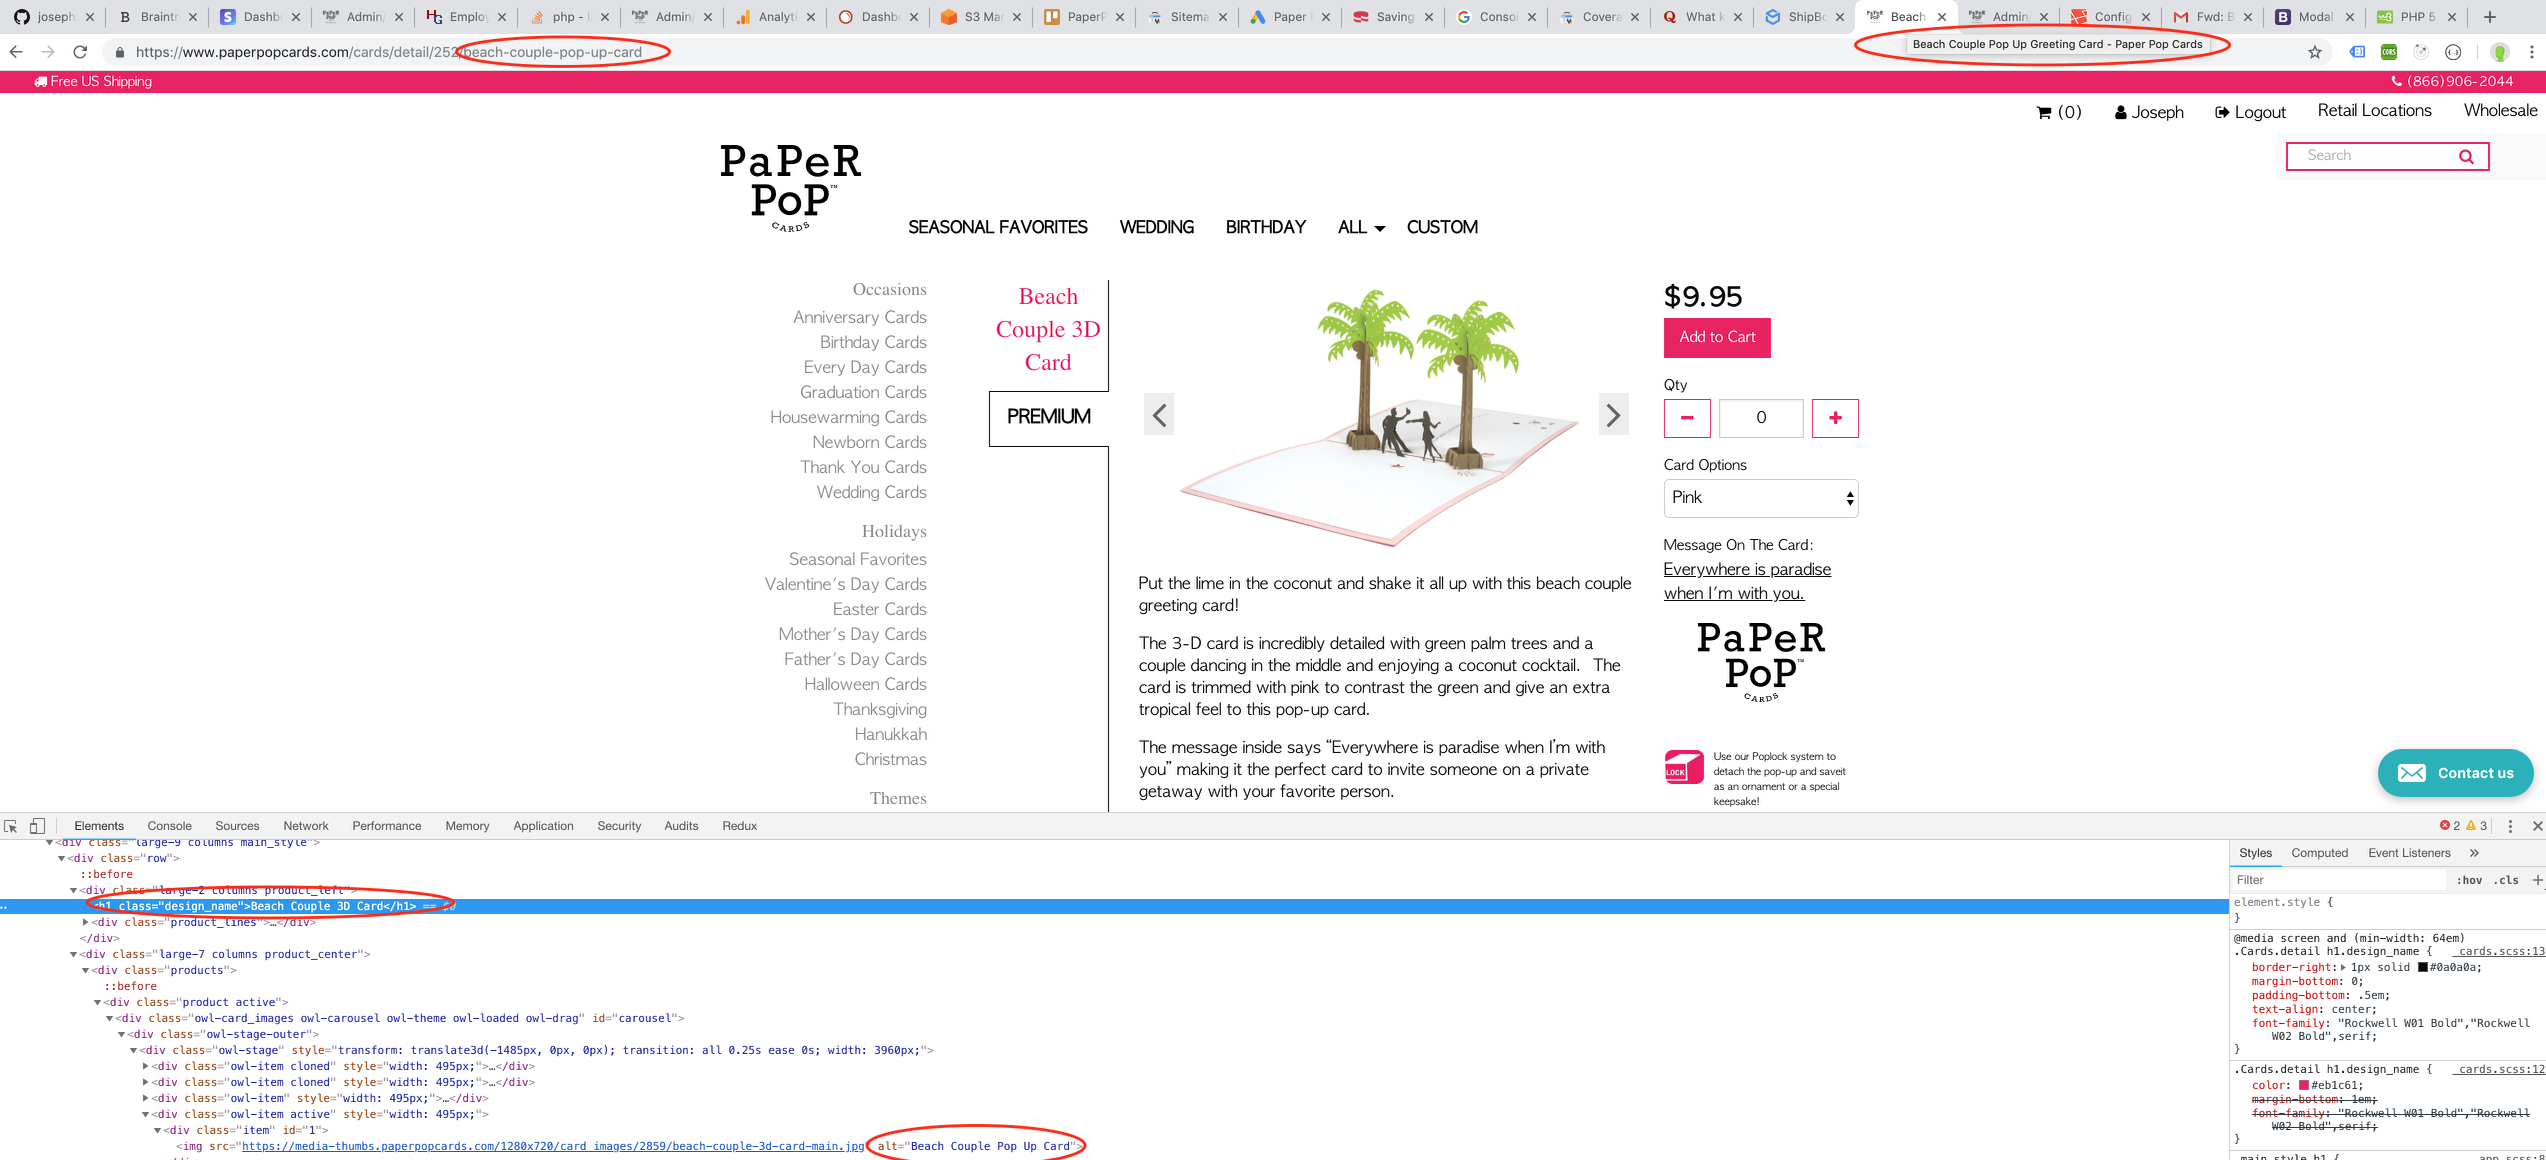 joseph
Braintr
Dashbo
Admin/
Employ
php - I
Admin/
Analyti
Dashbo
S3 Mar
PaperP
Sitema
Paper
Saving
Consol
Covera
What k
ShipBo
Beach
Admin/
Config
Fwd: B
Modal
PHP 5
https://www.paperpopcards.com/cards/detail/252/beach-couple-pop-up-card
Beach Couple Pop Up Greeting Card - Paper Pop Cards
Free US Shipping
(866)906-2044
(0)
Joseph
Logout
Retail Locations
Wholesale
PaPeR
PoP™
CARDS
Search
SEASONAL FAVORITES
WEDDING
BIRTHDAY
ALL
CUSTOM
Occasions
Anniversary Cards
Birthday Cards
Every Day Cards
Graduation Cards
Housewarming Cards
Newborn Cards
Thank You Cards
Wedding Cards
Holidays
Seasonal Favorites
Valentine's Day Cards
Easter Cards
Mother's Day Cards
Father's Day Cards
Halloween Cards
Thanksgiving
Hanukkah
Christmas
Themes
Beach
Couple 3D
Card
PREMIUM
Put the lime in the coconut and shake it all up with this beach couple
greeting card!
The 3-D card is incredibly detailed with green palm trees and a
couple dancing in the middle and enjoying a coconut cocktail. The
card is trimmed with pink to contrast the green and give an extra
tropical feel to this pop-up card.
The message inside says “Everywhere is paradise when I'm with
you” making it the perfect card to invite someone on a private
getaway with your favorite person.
$9.95
Add to Cart
Qty
0
Card Options
Pink
Message On The Card:
Everywhere is paradise
when I'm with you.
PaPeR
PoP™
CARDS
LOCK
Use our Poplock system to
detach the pop-up and saveit
as an ornament or a special
keepsake!
Contact us
Elements
Console
Sources
Network
Performance
Memory
Application
Security
Audits
Redux
2
3
<div class="large-9 columns main_style">
<div class="row">
::before
<div class="large-2 columns product_left">
<h1 class="design_name">Beach Couple 3D Card</h1> == $0
<div class="product_lines">…</div>
</div>
<div class="large-7 columns product_center">
<div class="products">
::before
<div class="product active">
<div class="owl-card_images owl-carousel owl-theme owl-loaded owl-drag" id="carousel">
<div class="owl-stage-outer">
<div class="owl-stage" style="transform: translate3d(-1485px, 0px, 0px); transition: all 0.25s ease 0s; width: 3960px;">
<div class="owl-item cloned" style="width: 495px;">…</div>
<div class="owl-item cloned" style="width: 495px;">…</div>
<div class="owl-item" style="width: 495px;">…</div>
<div class="owl-item active" style="width: 495px;">
<div class="item" id="1">
<img src="https://media-thumbs.paperpopcards.com/1280x720/card_images/2859/beach-couple-3d-card-main.jpg" alt="Beach Couple Pop Up Card">
Styles
Computed
Event Listeners
»
Filter
:hov
.cls
+
element.style {
}
@media screen and (min-width: 64em)
.Cards.detail h1.design_name { _cards.scss:13
border-right: 1px solid #0a0a0a;
margin-bottom: 0;
padding-bottom: .5em;
text-align: center;
font-family: "Rockwell W01 Bold","Rockwell
W02 Bold",serif;
}
.Cards.detail h1.design_name { _cards.scss:12
color: #eb1c61;
margin-bottom: 1em;
font-family: "Rockwell W01 Bold","Rockwell
W02 Bold",serif;
}
.main_style h1 { app.scss:8